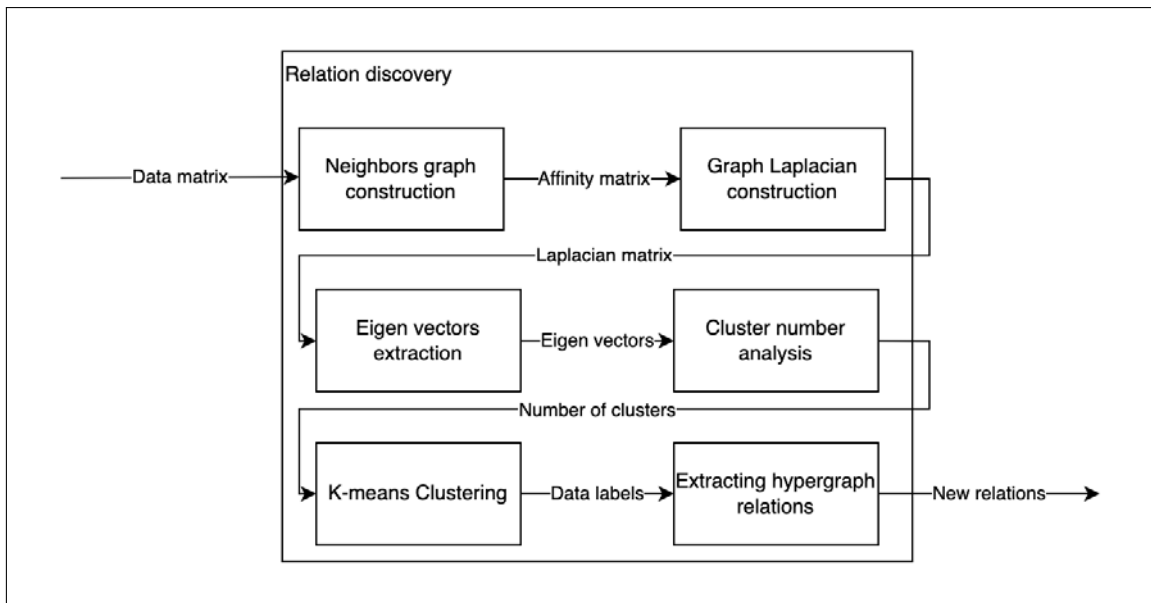 Relation discovery
Data matrix
Neighbors graph
construction
Affinity matrix
Graph Laplacian
construction
Laplacian matrix
Eigen vectors
extraction
Eigen vectors
Cluster number
analysis
Number of clusters
K-means Clustering
Data labels
Extracting hypergraph
relations
New relations